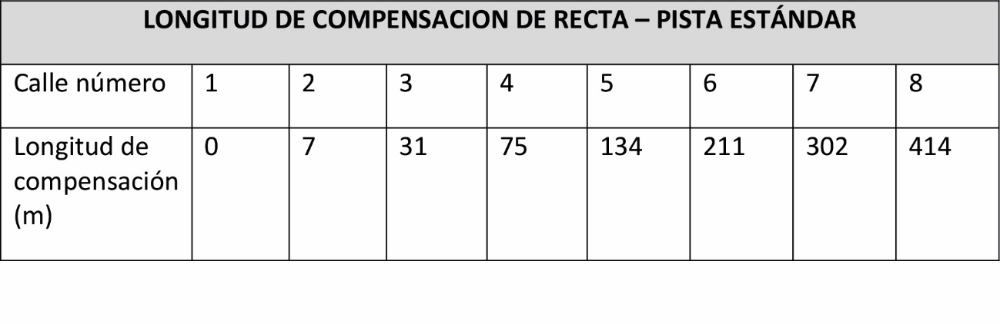 LONGITUD DE COMPENSACION DE RECTA – PISTA ESTÁNDAR
Calle número 1 2 3 4 5 6 7 8
Longitud de 0 7 31 75 134 211 302 414
compensación
(m)